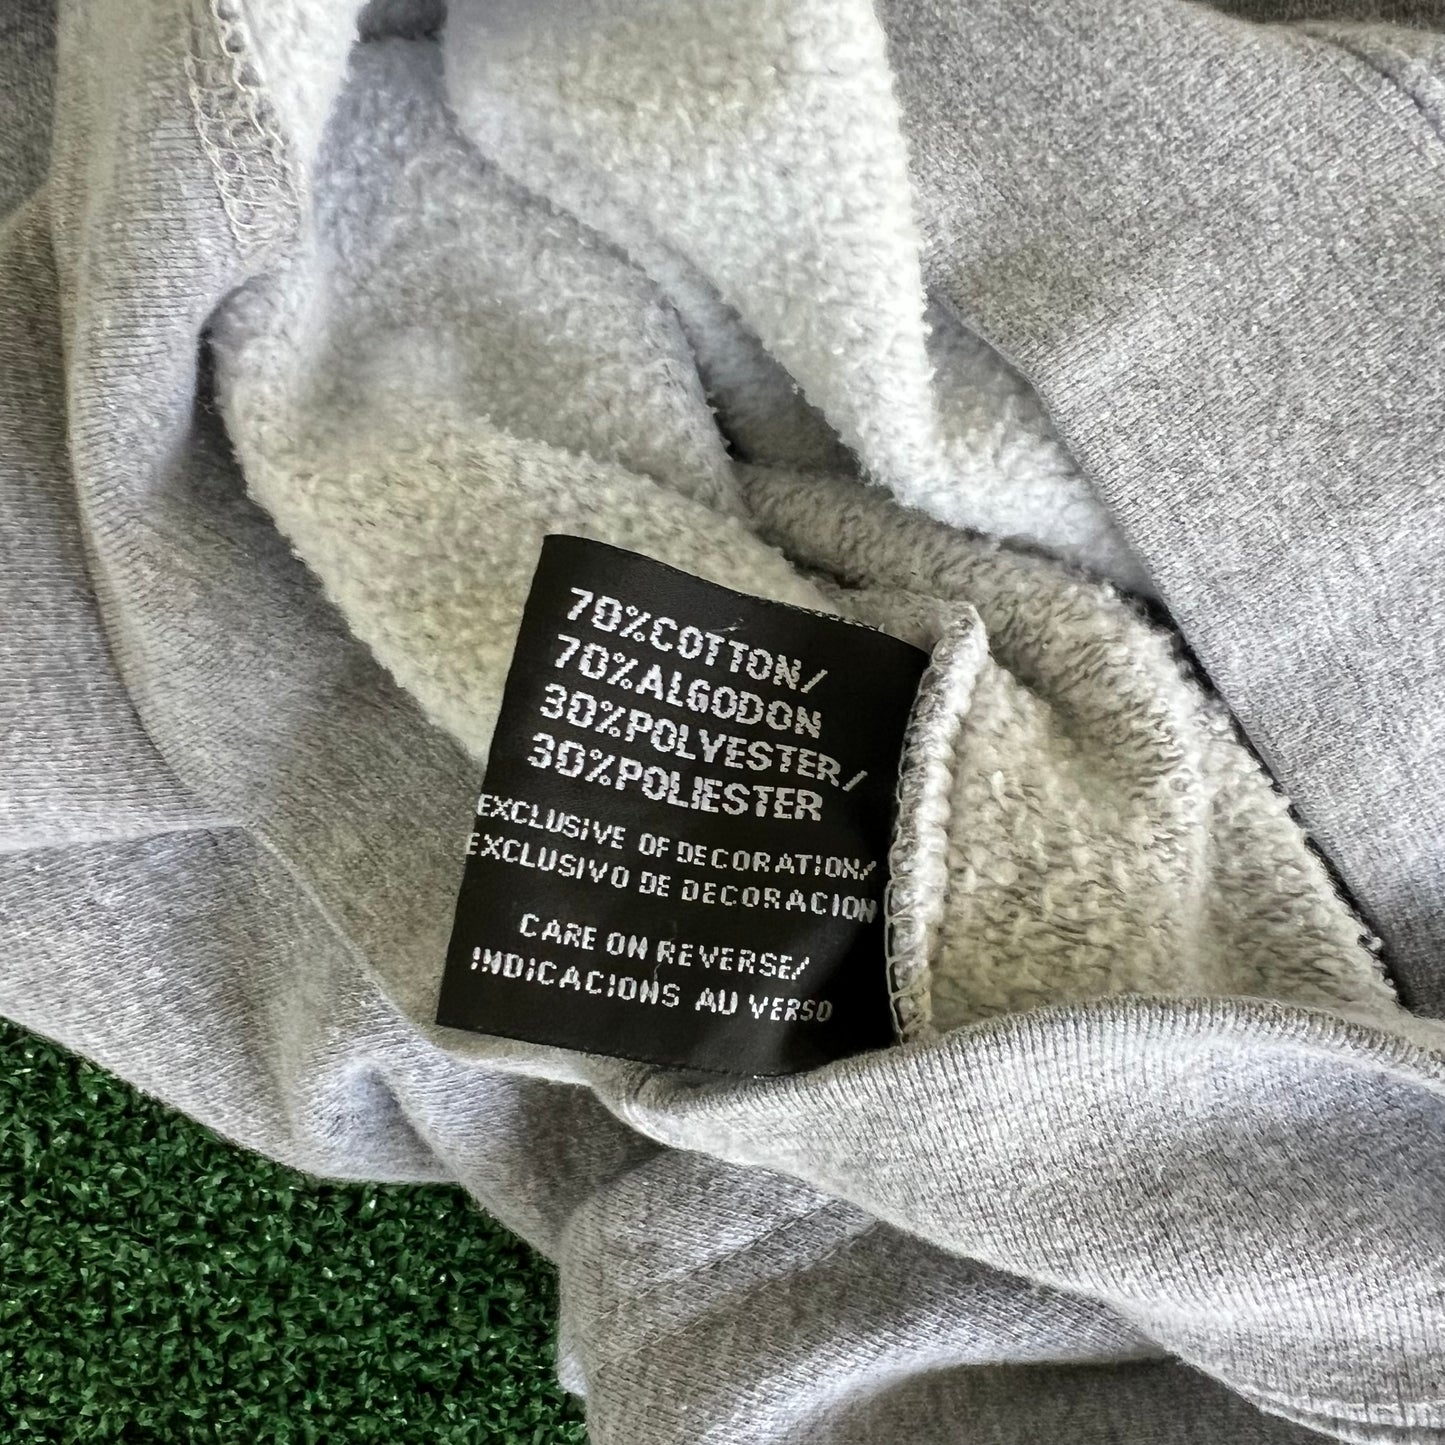 70%COTTON/
70%ALGODON
30%POLYESTER/
30%POLIESTER
EXCLUSIVE OF DECORATION/
EXCLUSIVO DE DECORACION
CARE ON REVERSE/
INDICACIONS AU VERSO